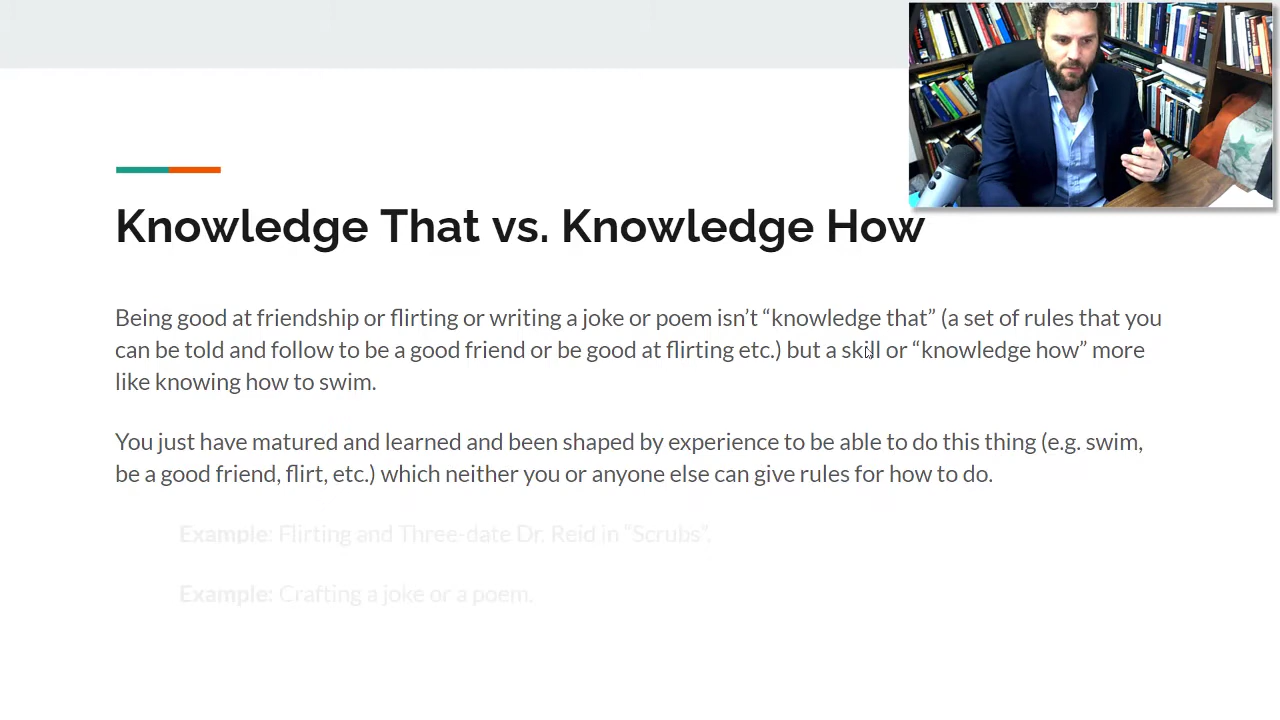 Knowledge That vs. Knowledge How
Being good at friendship or flirting or writing a joke or poem isn’t “knowledge that” (a set of rules that you
can be told and follow to be a good friend or be good at flirting etc.) but a skill or “knowledge how” more
like knowing how to swim.
You just have matured and learned and been shaped by experience to be able to do this thing (e.g. swim,
be a good friend, flirt, etc.) which neither you or anyone else can give rules for how to do.
Example: Flirting and Three-date Dr. Reid in “Scrubs”.
Example: Crafting a joke or a poem.